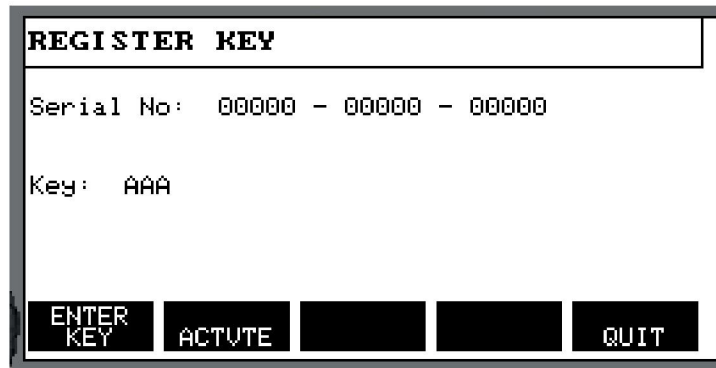 REGISTER KEY
Serial No: 00000 - 00000 - 00000
Key: AAA
ENTER
KEY
ACTVTE
QUIT